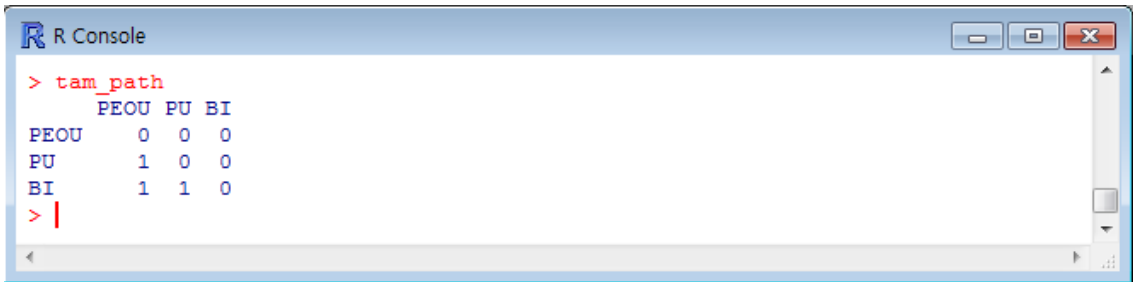 R Console
> tam_path
     PEOU PU BI
PEOU    0  0  0
PU      1  0  0
BI      1  1  0
>